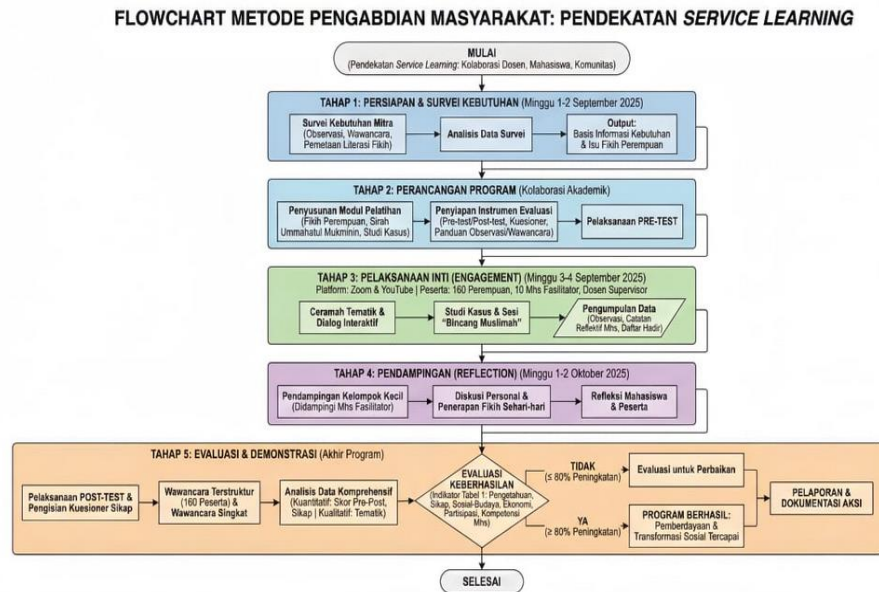 FLOWCHART METODE PENGABDIAN MASYARAKAT: PENDEKATAN SERVICE LEARNING
MULAI
(Pendekatan Service Learning: Kolaborasi Dosen, Mahasiswa, Komunitas)
TAHAP 1: PERSIAPAN & SURVEI KEBUTUHAN (Minggu 1-2 September 2025)
Survei Kebutuhan Mitra
(Observasi, Wawancara,
Pemetaan Literasi Fikih)
Analisis Data Survei
Output:
Basis Informasi Kebutuhan
& Isu Fikih Perempuan
TAHAP 2: PERANCANGAN PROGRAM (Kolaborasi Akademik)
Penyusunan Modul Pelatihan
(Fikih Perempuan, Sirah
Ummahatul Mukminin, Studi Kasus)
Penyiapan Instrumen Evaluasi
(Pre-test/Post-test, Kuesioner,
Panduan Observasi/Wawancara)
Pelaksanaan PRE-TEST
TAHAP 3: PELAKSANAAN INTI (ENGAGEMENT) (Minggu 3-4 September 2025)
Platform: Zoom & YouTube | Peserta: 160 Perempuan, 10 Mhs Fasilitator, Dosen Supervisor
Ceramah Tematik &
Dialog Interaktif
Studi Kasus & Sesi
"Bincang Muslimah"
Pengumpulan Data
(Observasi, Catatan
Reflektif Mhs, Daftar Hadir)
TAHAP 4: PENDAMPINGAN (REFLECTION) (Minggu 1-2 Oktober 2025)
Pendampingan Kelompok Kecil
(Didampingi Mhs Fasilitator)
Diskusi Personal &
Penerapan Fikih Sehari-hari
Refleksi Mahasiswa
& Peserta
TAHAP 5: EVALUASI & DEMONSTRASI (Akhir Program)
Pelaksanaan POST-TEST &
Pengisian Kuesioner Sikap
Wawancara Terstruktur
(160 Peserta) &
Wawancara Singkat
Analisis Data Komprehensif
(Kuantitatif: Skor Pre-Post,
Sikap | Kualitatif: Tematik)
EVALUASI
KEBERHASILAN
(Indikator Tabel 1: Pengetahuan,
Sikap, Sosial-Budaya, Ekonomi,
Partisipasi, Kompetensi
Mhs)
TIDAK
(≤ 80% Peningkatan)
Evaluasi untuk Perbaikan
YA
(≥ 80% Peningkatan)
PROGRAM BERHASIL:
Pemberdayaan &
Transformasi Sosial Tercapai
PELAPORAN &
DOKUMENTASI AKSI
SELESAI